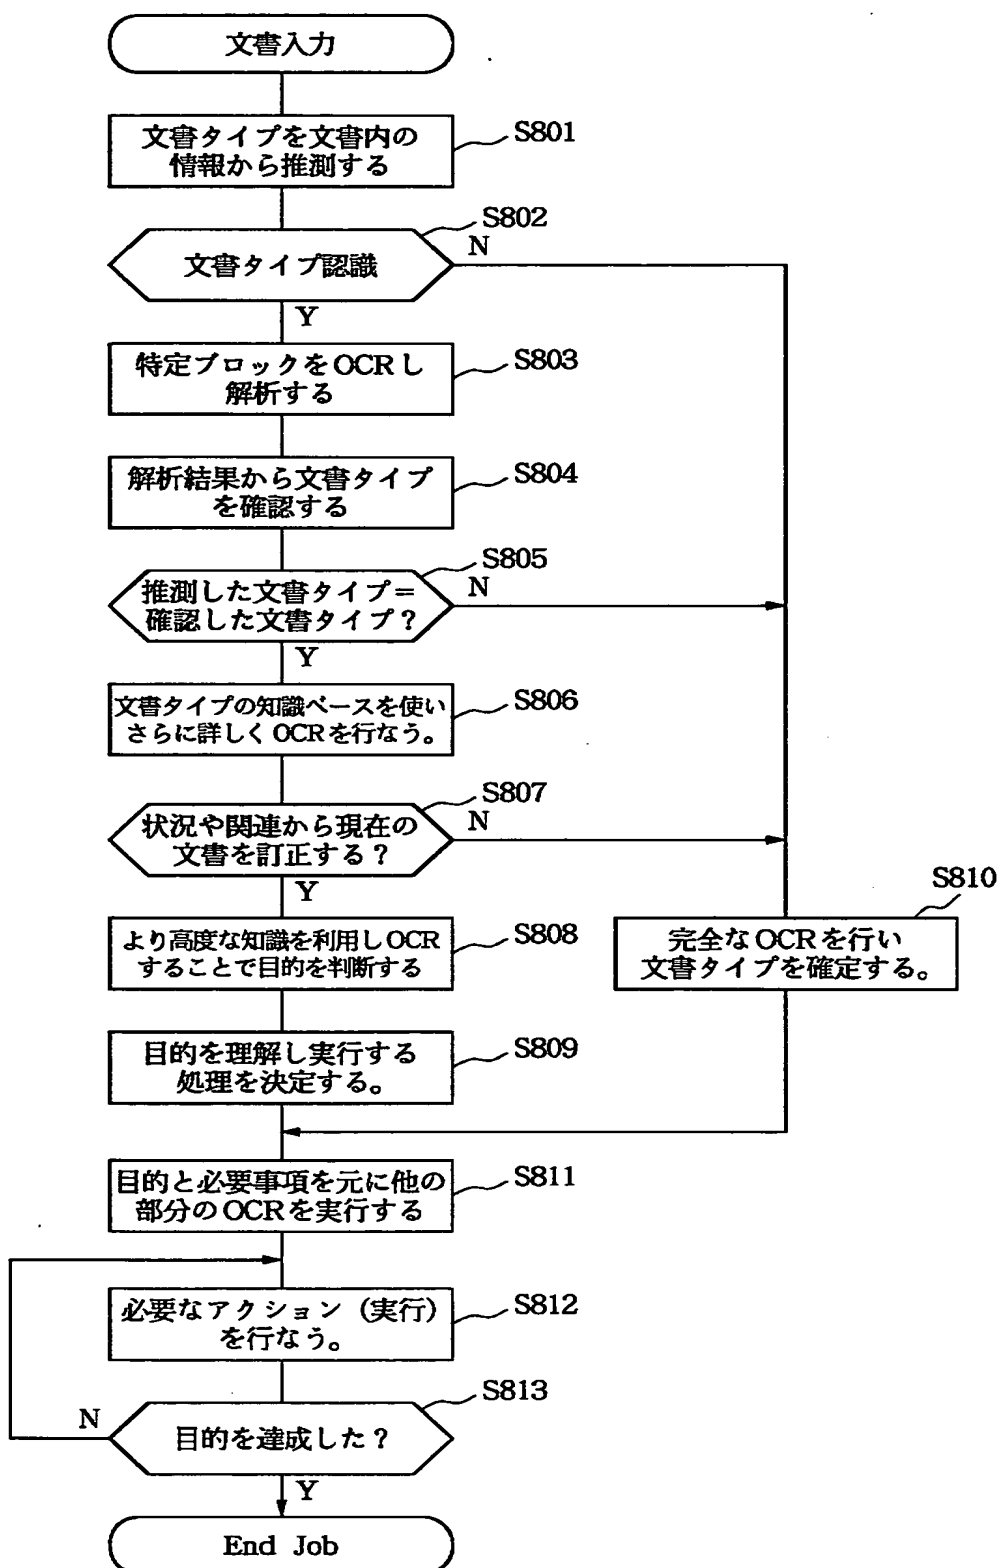 文書入力
文書タイプを文書内の
情報から推測する
S801
S802
文書タイプ認識
N
Y
特定ブロックをOCRし
解析する
S803
解析結果から文書タイプ
を確認する
S804
S805
推測した文書タイプ＝
確認した文書タイプ？
N
Y
文書タイプの知識ベースを使い
さらに詳しくOCRを行なう。
S806
S807
状況や関連から現在の
文書を訂正する？
N
Y
より高度な知識を利用しOCR
することで目的を判断する
S808
S810
完全なOCRを行い
文書タイプを確定する。
目的を理解し実行する
処理を決定する。
S809
目的と必要事項を元に他の
部分のOCRを実行する
S811
必要なアクション（実行）
を行なう。
S812
S813
目的を達成した？
N
Y
End Job